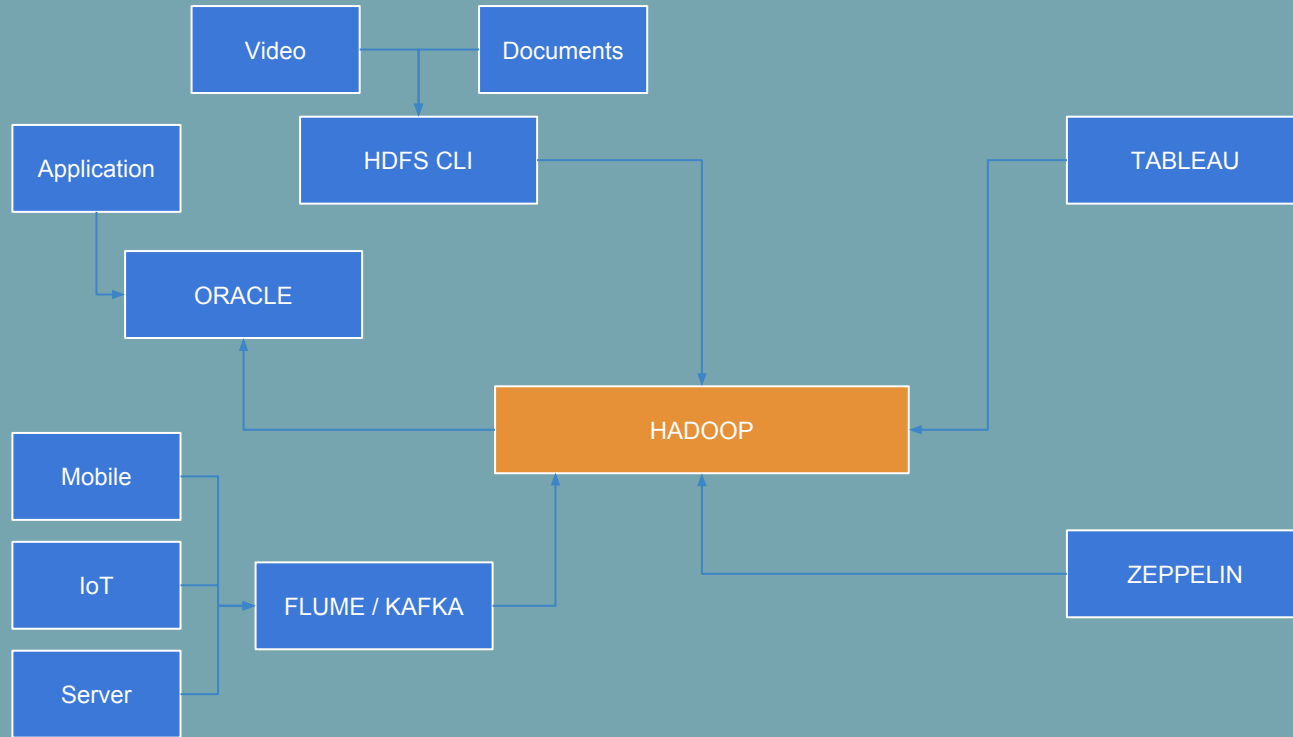 Video
Documents
Application
HDFS CLI
TABLEAU
ORACLE
HADOOP
Mobile
IoT
FLUME / KAFKA
ZEPPELIN
Server